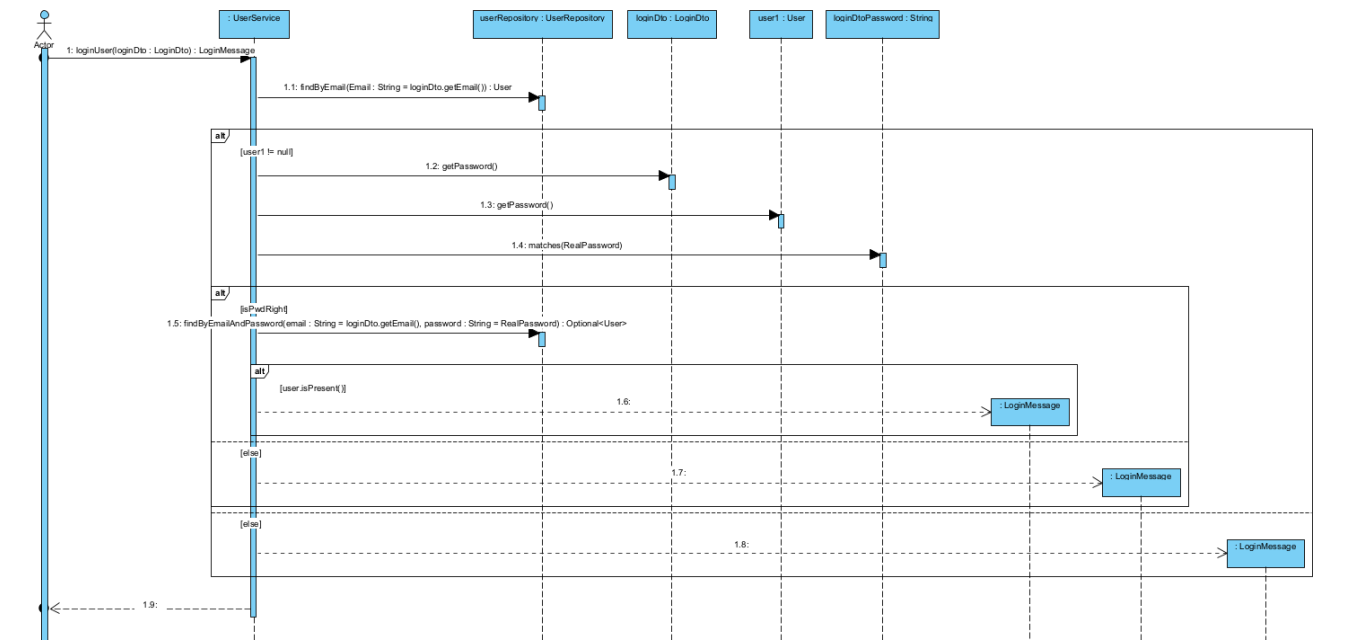 : UserService
userRepository : UserRepository
loginDto : LoginDto
user1 : User
loginDtoPassword : String
Actor
1: loginUser(loginDto : LoginDto) : LoginMessage
1.1: findByEmail(Email : String = loginDto.getEmail()) : User
alt
[user1 != null]
1.2: getPassword()
1.3: getPassword()
1.4: matches(RealPassword)
alt
[isPwdRight]
1.5: findByEmailAndPassword(email : String = loginDto.getEmail(), password : String = RealPassword) : Optional<User>
alt
[user.isPresent()]
1.6:
: LoginMessage
[else]
1.7:
: LoginMessage
[else]
1.8:
: LoginMessage
1.9: